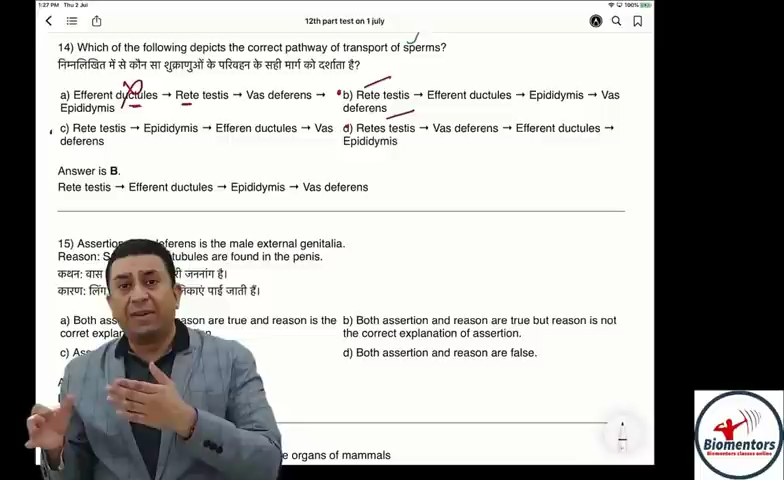 1:27 PM Thu 2 Jul
100%
12th part test on 1 july
14) Which of the following depicts the correct pathway of transport of sperms?
निम्नलिखित में से कौन सा शुक्राणुओं के परिवहन के सही मार्ग को दर्शाता है?
a) Efferent ductules → Rete testis → Vas deferens →
Epididymis
b) Rete testis → Efferent ductules → Epididymis → Vas
deferens
c) Rete testis → Epididymis → Efferen ductules → Vas
deferens
d) Retes testis → Vas deferens → Efferent ductules →
Epididymis
Answer is B.
Rete testis → Efferent ductules → Epididymis → Vas deferens
15) Assertion deferens is the male external genitalia.
Reason: S tubules are found in the penis.
कथन: वास जननांग है।
कारण: लिंग पाई जाती हैं।
a) Both ass ason are true and reason is the
corret explan
b) Both assertion and reason are true but reason is not
the correct explanation of assertion.
c) Ass
d) Both assertion and reason are false.
e organs of mammals
Biomentors
Biomentors classes online